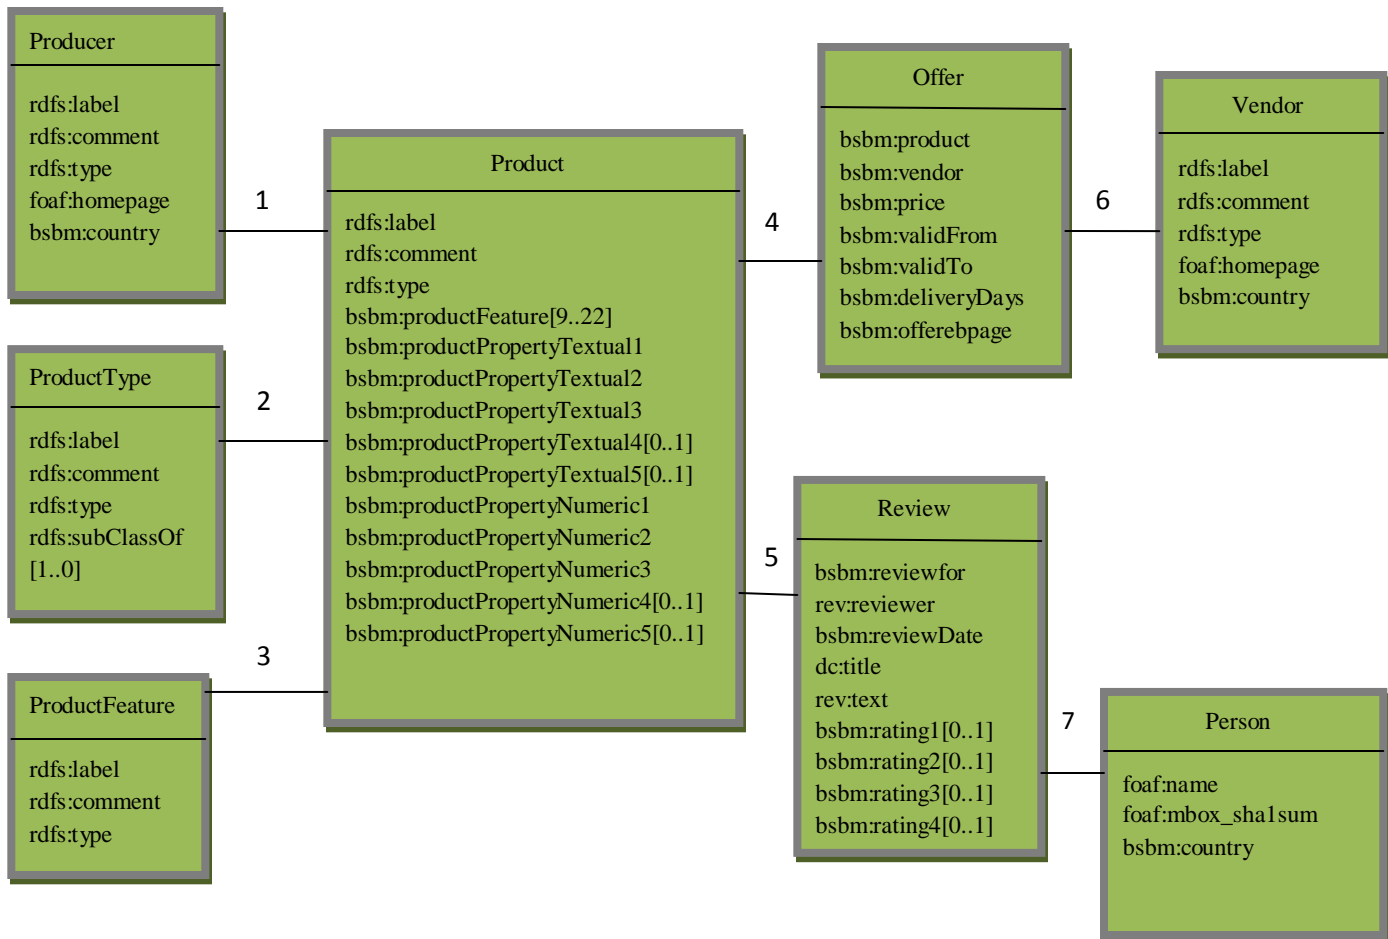 Producer
rdfs:label
rdfs:comment
rdfs:type
foaf:homepage
bsbm:country
ProductType
rdfs:label
rdfs:comment
rdfs:type
rdfs:subClassOf
[1..0]
ProductFeature
rdfs:label
rdfs:comment
rdfs:type
1
2
3
Product
rdfs:label
rdfs:comment
rdfs:type
bsbm:productFeature[9..22]
bsbm:productPropertyTextual1
bsbm:productPropertyTextual2
bsbm:productPropertyTextual3
bsbm:productPropertyTextual4[0..1]
bsbm:productPropertyTextual5[0..1]
bsbm:productPropertyNumeric1
bsbm:productPropertyNumeric2
bsbm:productPropertyNumeric3
bsbm:productPropertyNumeric4[0..1]
bsbm:productPropertyNumeric5[0..1]
4
5
Offer
bsbm:product
bsbm:vendor
bsbm:price
bsbm:validFrom
bsbm:validTo
bsbm:deliveryDays
bsbm:offerebpage
6
Vendor
rdfs:label
rdfs:comment
rdfs:type
foaf:homepage
bsbm:country
Review
bsbm:reviewfor
rev:reviewer
bsbm:reviewDate
dc:title
rev:text
bsbm:rating1[0..1]
bsbm:rating2[0..1]
bsbm:rating3[0..1]
bsbm:rating4[0..1]
7
Person
foaf:name
foaf:mbox_sha1sum
bsbm:country